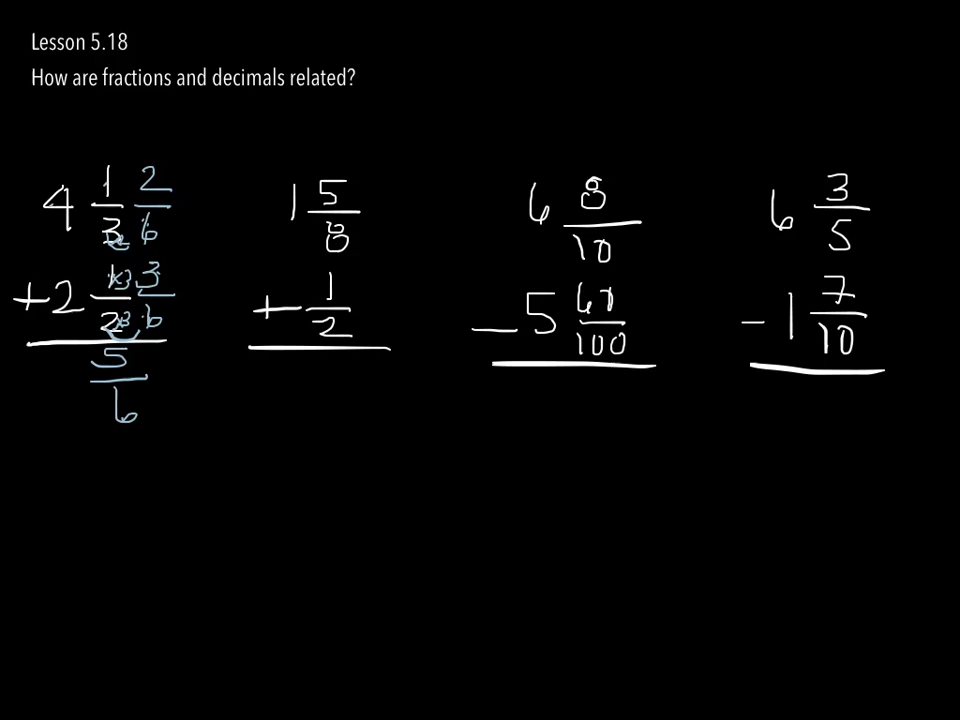 Lesson 5.18
How are fractions and decimals related?
4 1/3 2/6
+ 2 1/2 3/6
5/6
1 5/8
+ 1/2
6 8/10
- 5 /100
6 3/5
- 1 7/10